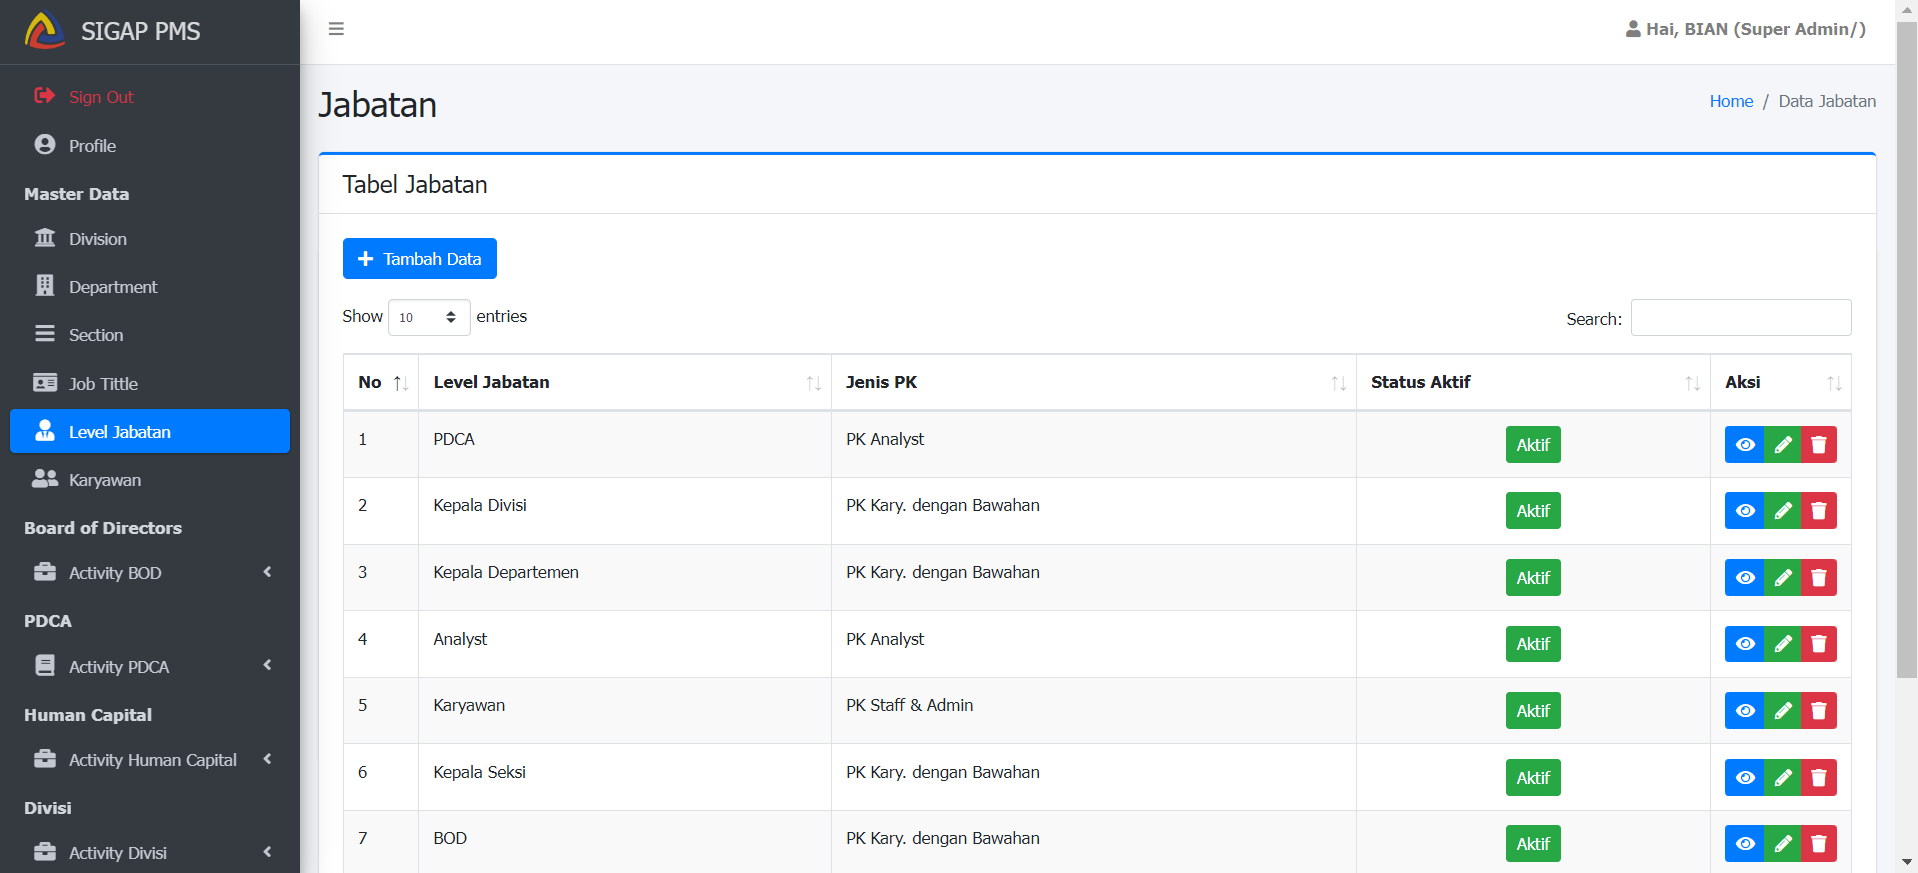 SIGAP PMS
Hai, BIAN (Super Admin/)
Sign Out
Profile
Master Data
Division
Department
Section
Job Tittle
Level Jabatan
Karyawan
Board of Directors
Activity BOD
PDCA
Activity PDCA
Human Capital
Activity Human Capital
Divisi
Activity Divisi
Jabatan
Home / Data Jabatan
Tabel Jabatan
Tambah Data
Show 10 entries
Search:
No Level Jabatan Jenis PK Status Aktif Aksi
1 PDCA PK Analyst Aktif
2 Kepala Divisi PK Kary. dengan Bawahan Aktif
3 Kepala Departemen PK Kary. dengan Bawahan Aktif
4 Analyst PK Analyst Aktif
5 Karyawan PK Staff & Admin Aktif
6 Kepala Seksi PK Kary. dengan Bawahan Aktif
7 BOD PK Kary. dengan Bawahan Aktif